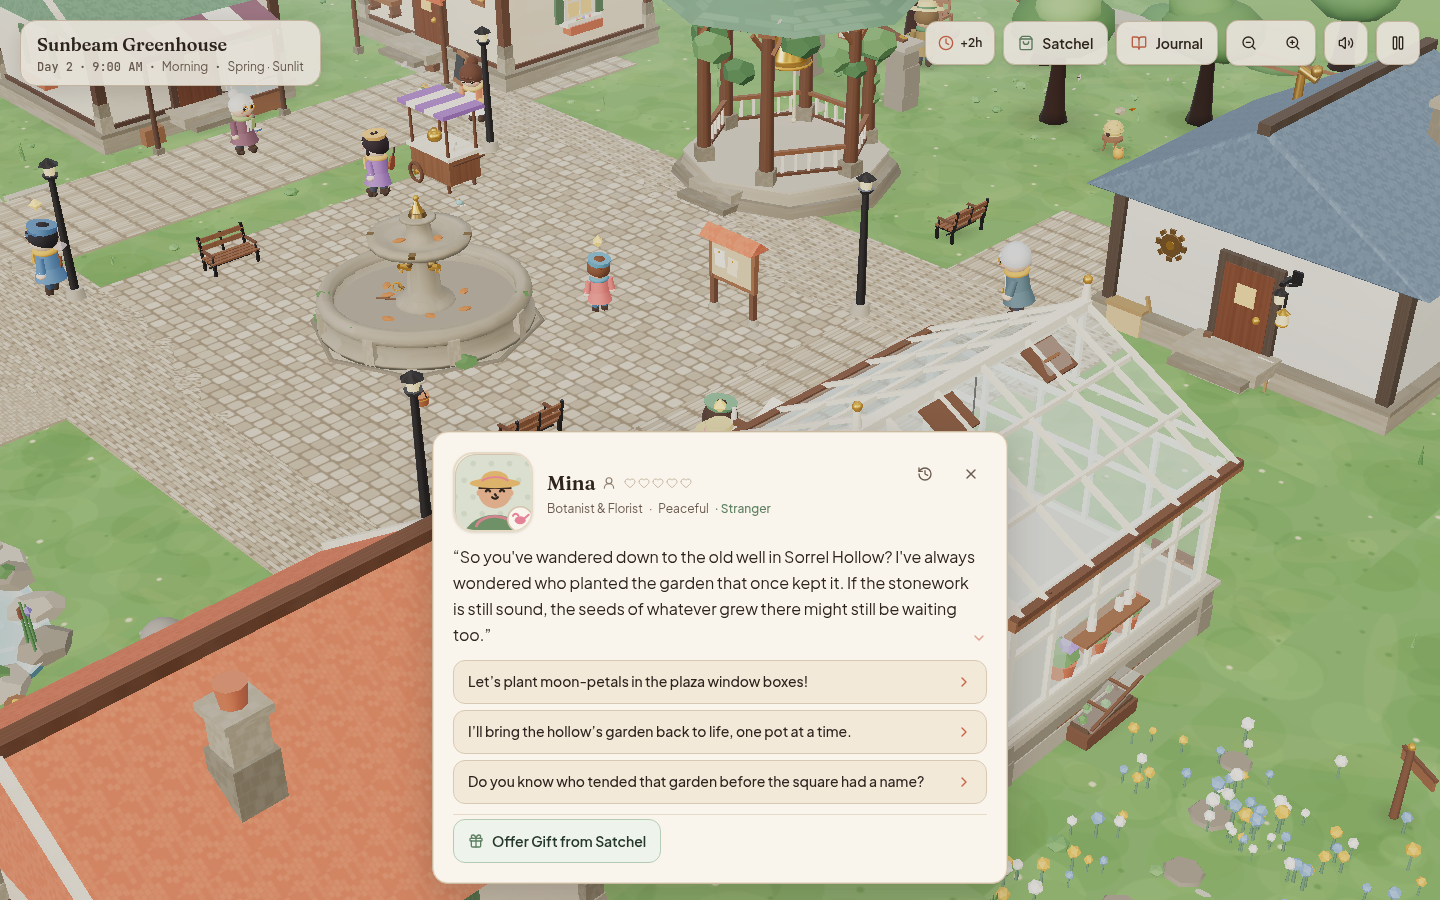 Sunbeam Greenhouse
Day 2 · 9:00 AM · Morning · Spring · Sunlit
+2h
Satchel
Journal
Mina
Botanist & Florist · Peaceful · Stranger
“So you've wandered down to the old well in Sorrel Hollow? I've always
wondered who planted the garden that once kept it. If the stonework
is still sound, the seeds of whatever grew there might still be waiting
too.”
Let’s plant moon-petals in the plaza window boxes!
I’ll bring the hollow’s garden back to life, one pot at a time.
Do you know who tended that garden before the square had a name?
Offer Gift from Satchel